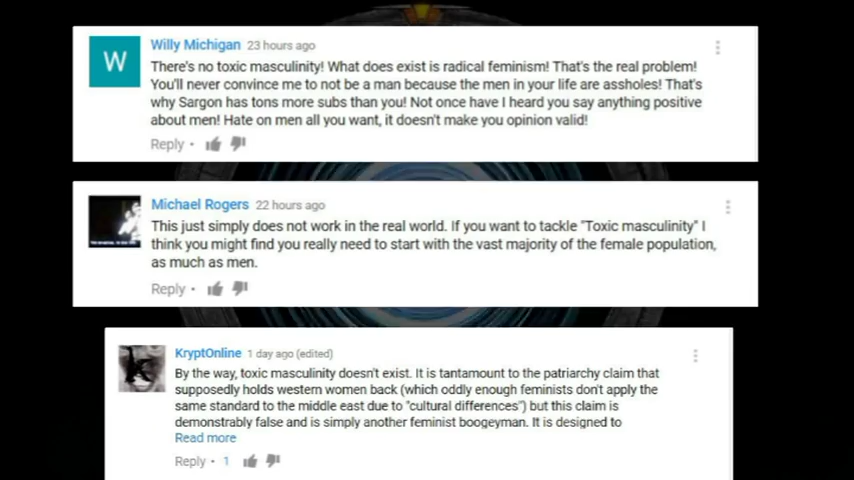 W
Willy Michigan 23 hours ago
There's no toxic masculinity! What does exist is radical feminism! That's the real problem!
You'll never convince me to not be a man because the men in your life are assholes! That's
why Sargon has tons more subs than you! Not once have I heard you say anything positive
about men! Hate on men all you want, it doesn't make you opinion valid!
Reply •
Michael Rogers 22 hours ago
This just simply does not work in the real world. If you want to tackle "Toxic masculinity" I
think you might find you really need to start with the vast majority of the female population,
as much as men.
Reply •
KryptOnline 1 day ago (edited)
By the way, toxic masculinity doesn't exist. It is tantamount to the patriarchy claim that
supposedly holds western women back (which oddly enough feminists don't apply the
same standard to the middle east due to "cultural differences") but this claim is
demonstrably false and is simply another feminist boogeyman. It is designed to
Read more
Reply • 1